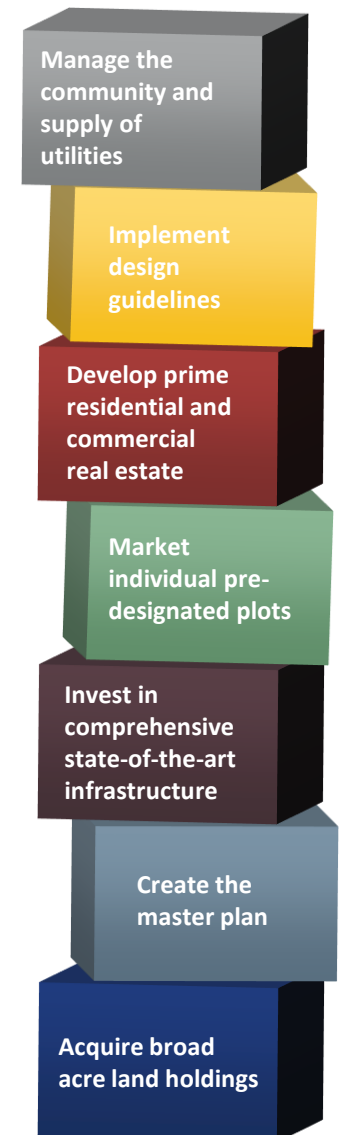 Manage the
community and
supply of
utilities
Implement
design
guidelines
Develop prime
residential and
commercial
real estate
Market
individual pre-
designated plots
Invest in
comprehensive
state-of-the-art
infrastructure
Create the
master plan
Acquire broad
acre land holdings